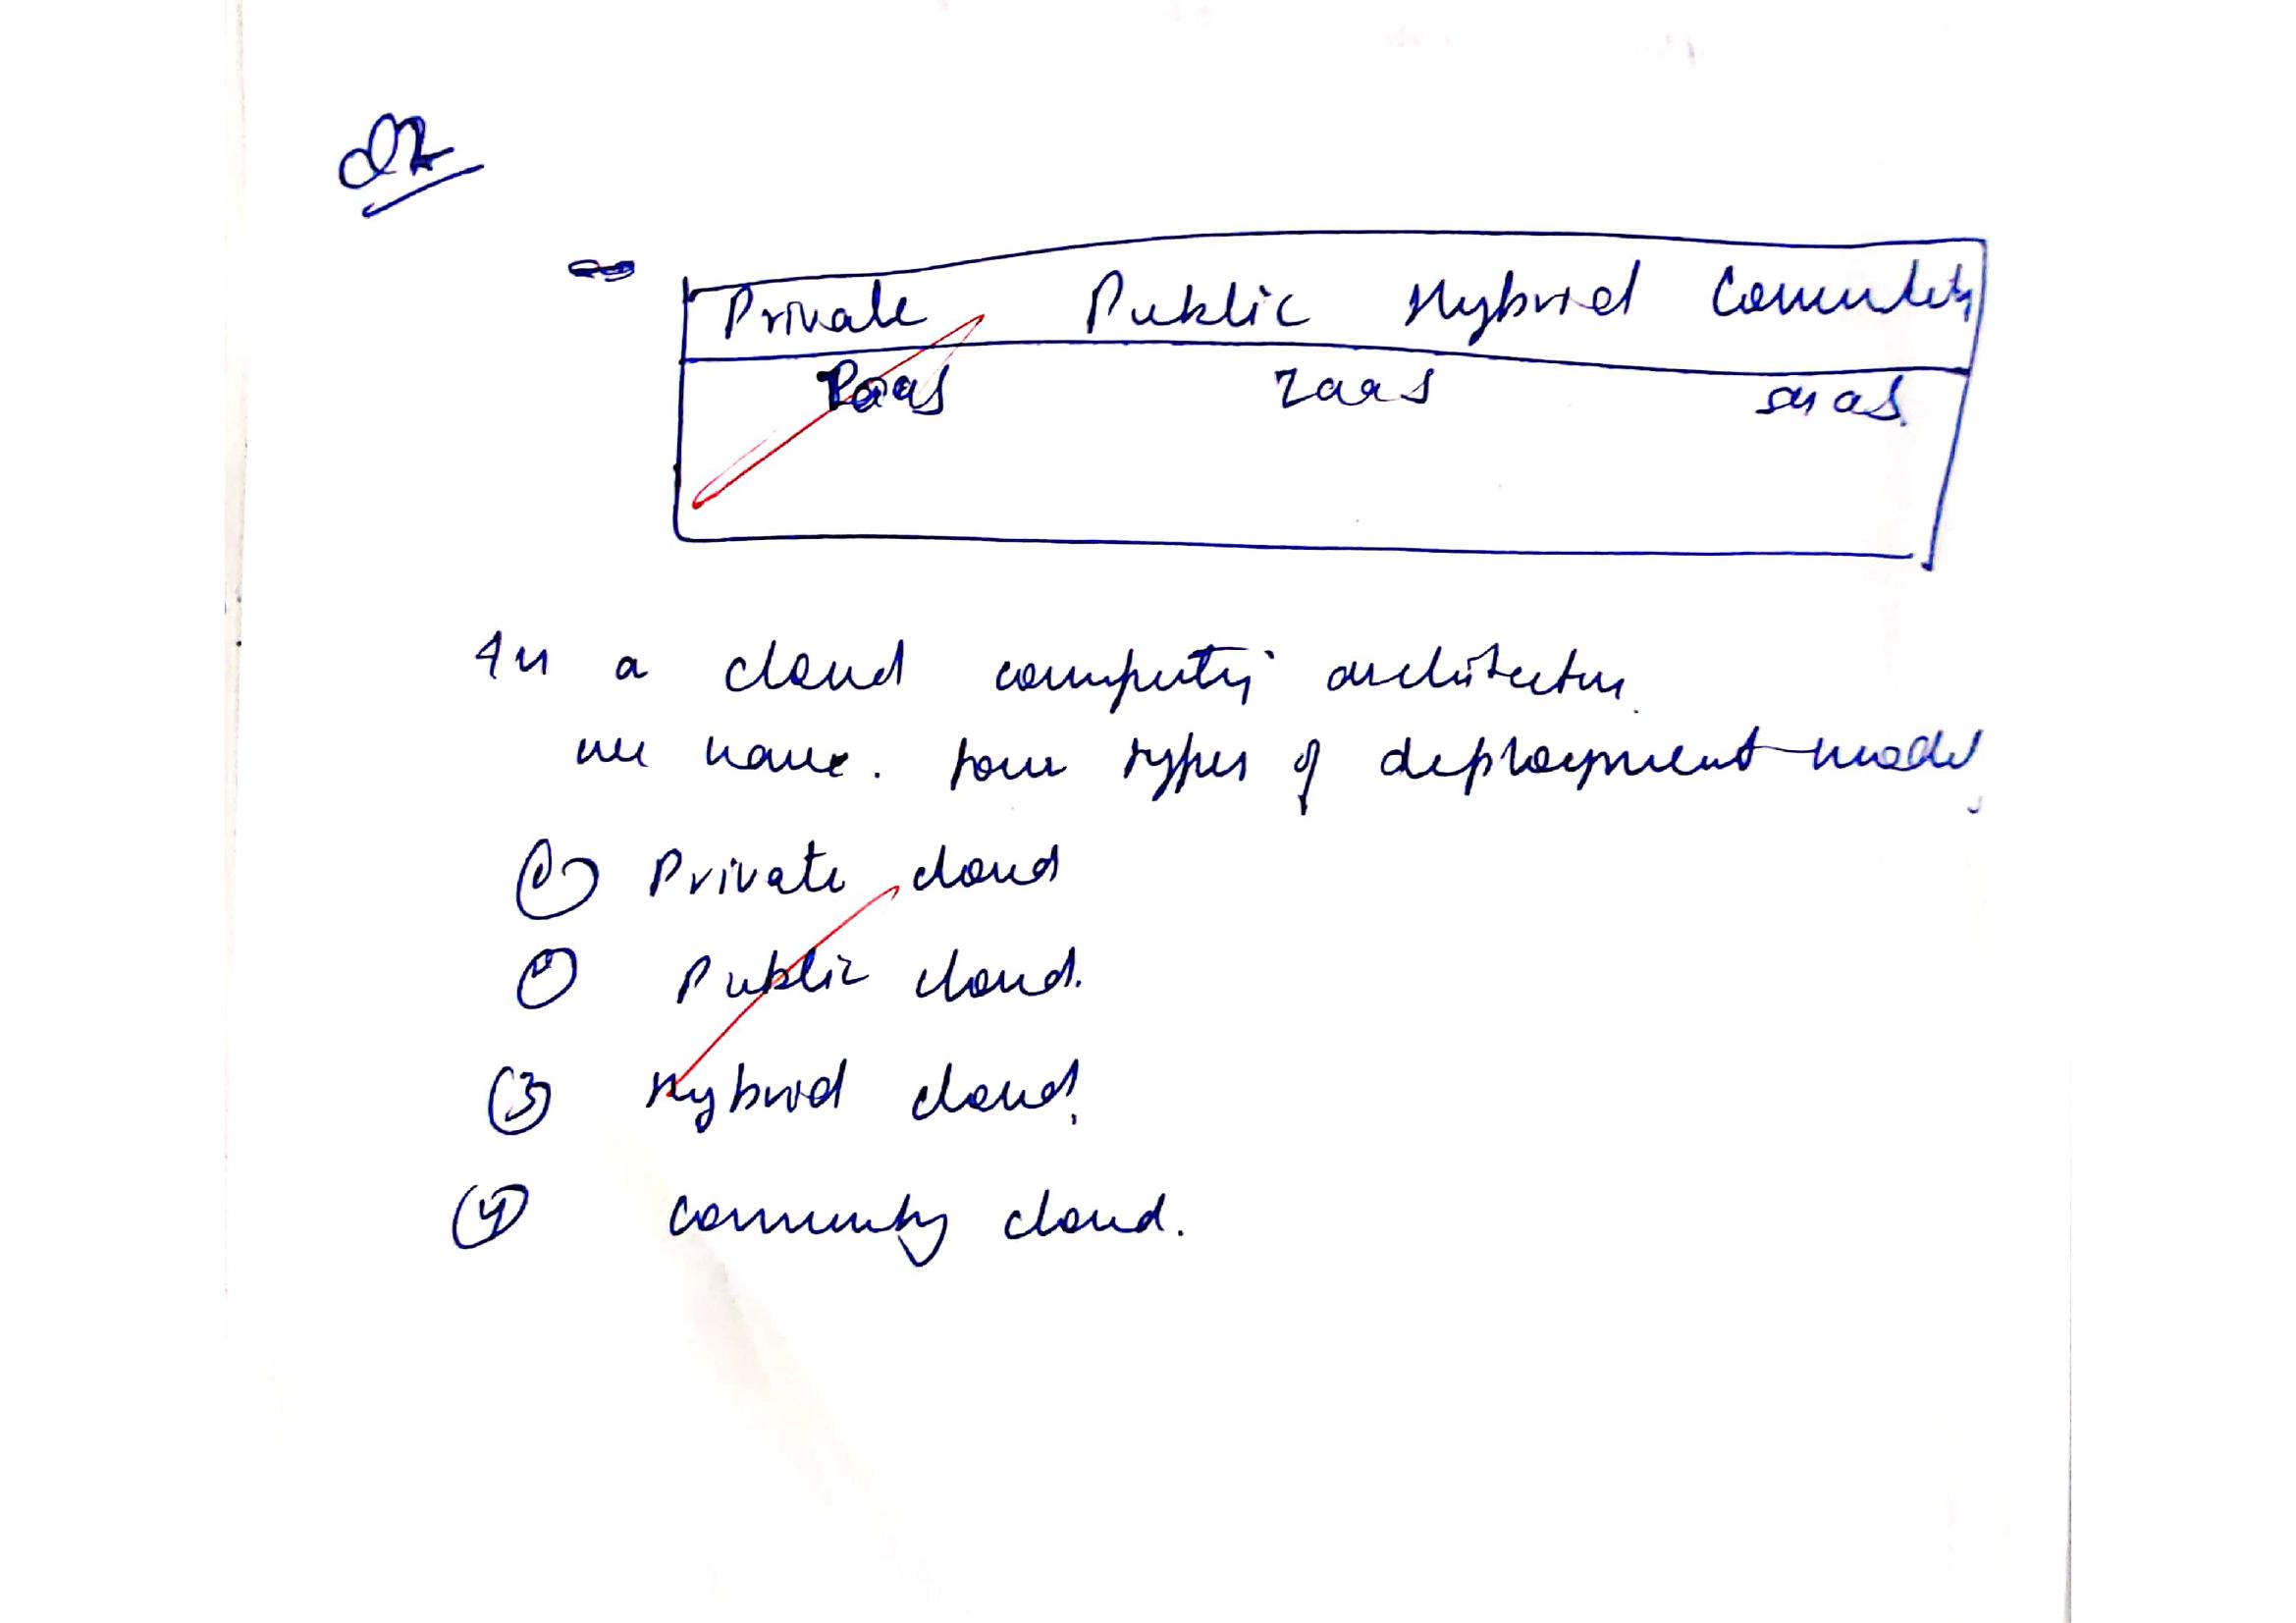 Q2
Private Public Hybrid Community
PaaS IaaS SaaS.
In a cloud computing architecture.
we have. four types of deployment model,
① Private cloud
② Public cloud.
③ Hybrid cloud.
④ Community cloud.